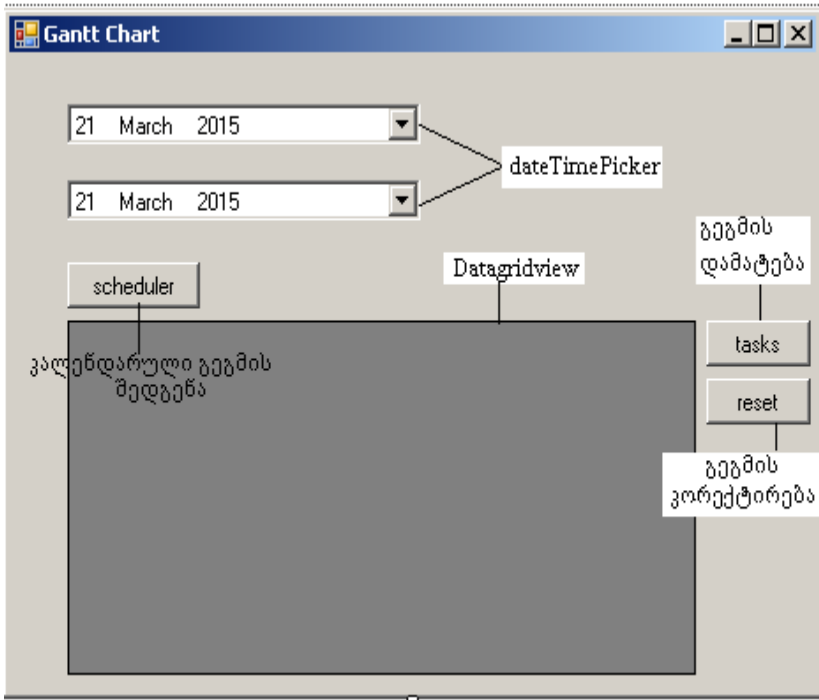 Gantt Chart
21 March 2015
dateTimePicker
21 March 2015
გეგმის
დამატება
Datagridview
scheduler
tasks
კალენდარული გეგმის
შედგენა
reset
გეგმის
კორექტირება